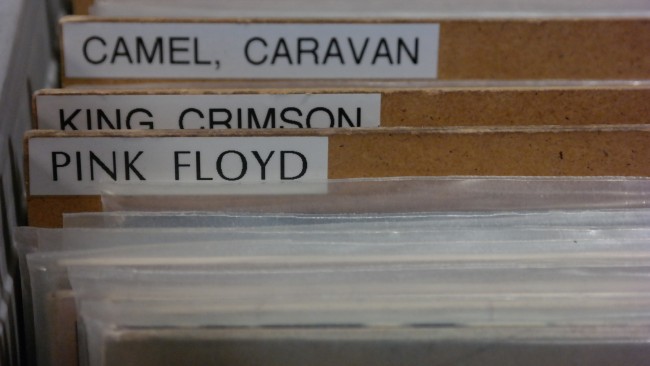 CAMEL, CARAVAN
KING CRIMSON
PINK FLOYD